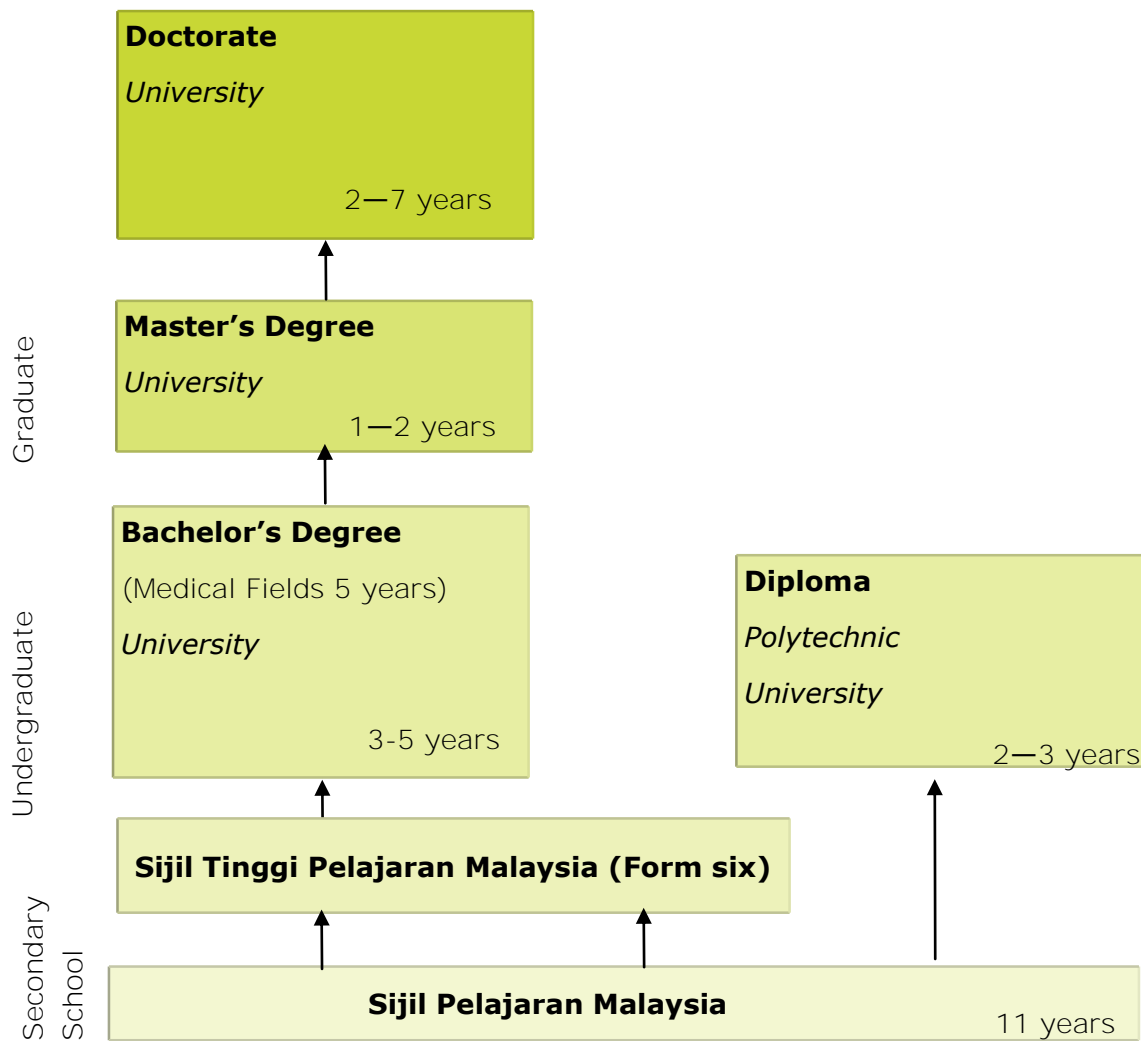 Doctorate
University
2—7 years
Graduate
Master’s Degree
University
1—2 years
Undergraduate
Bachelor’s Degree
(Medical Fields 5 years)
University
3-5 years
Diploma
Polytechnic
University
2—3 years
Secondary
School
Sijil Tinggi Pelajaran Malaysia (Form six)
Sijil Pelajaran Malaysia
11 years